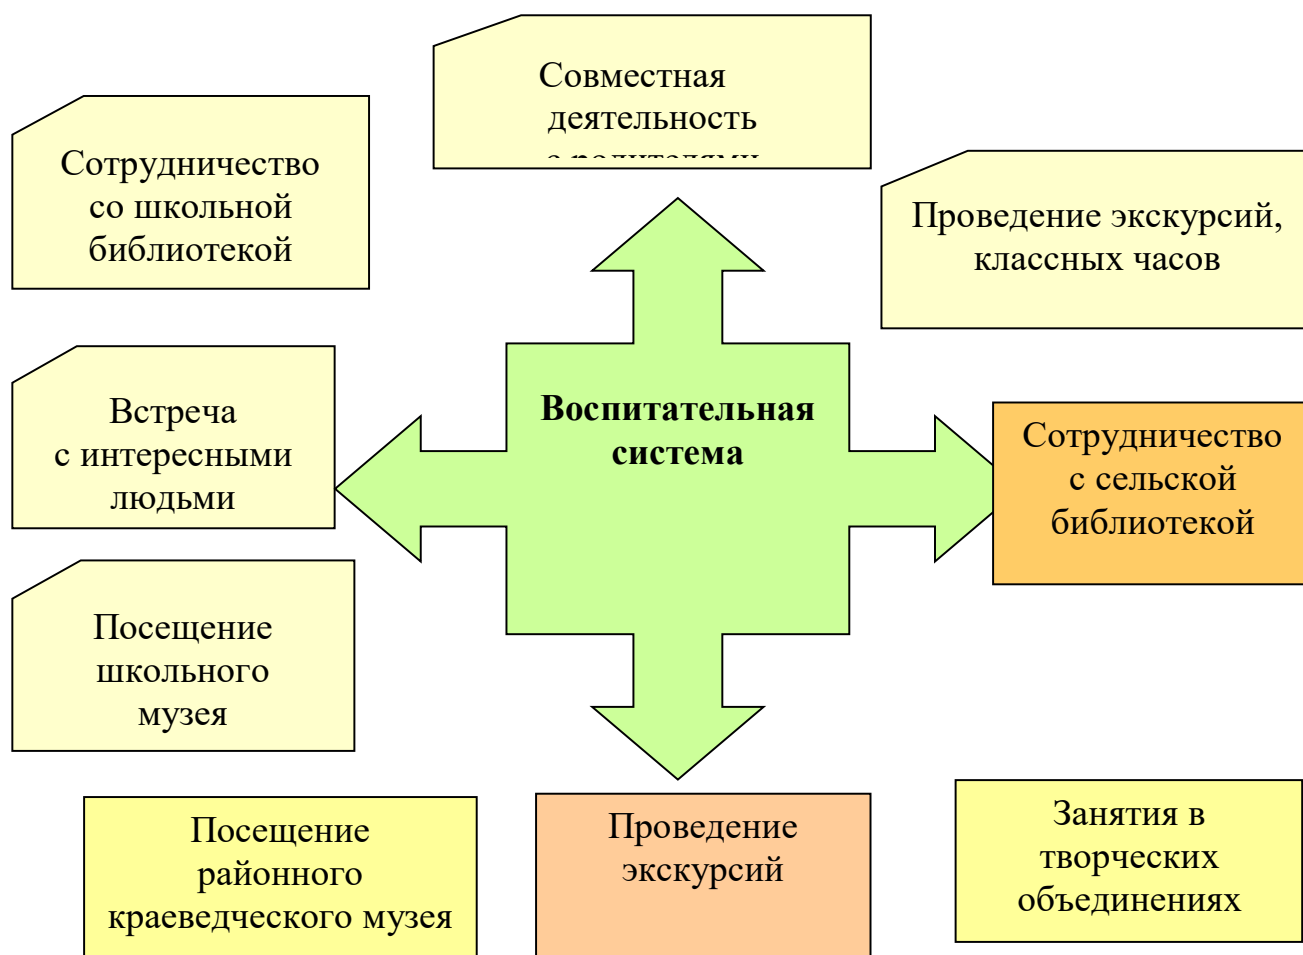 Совместная
деятельность
Сотрудничество
со школьной
библиотекой
Проведение экскурсий,
классных часов
Встреча
с интересными
людьми
Воспитательная
система
Сотрудничество
с сельской
библиотекой
Посещение
школьного
музея
Посещение
районного
краеведческого музея
Проведение
экскурсий
Занятия в
творческих
объединениях